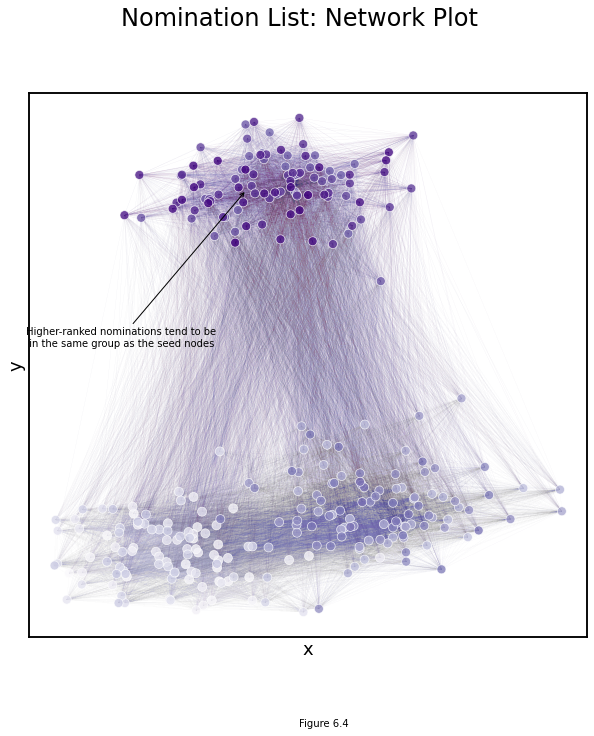 Nomination List: Network Plot
Higher-ranked nominations tend to be
in the same group as the seed nodes
y
x
Figure 6.4